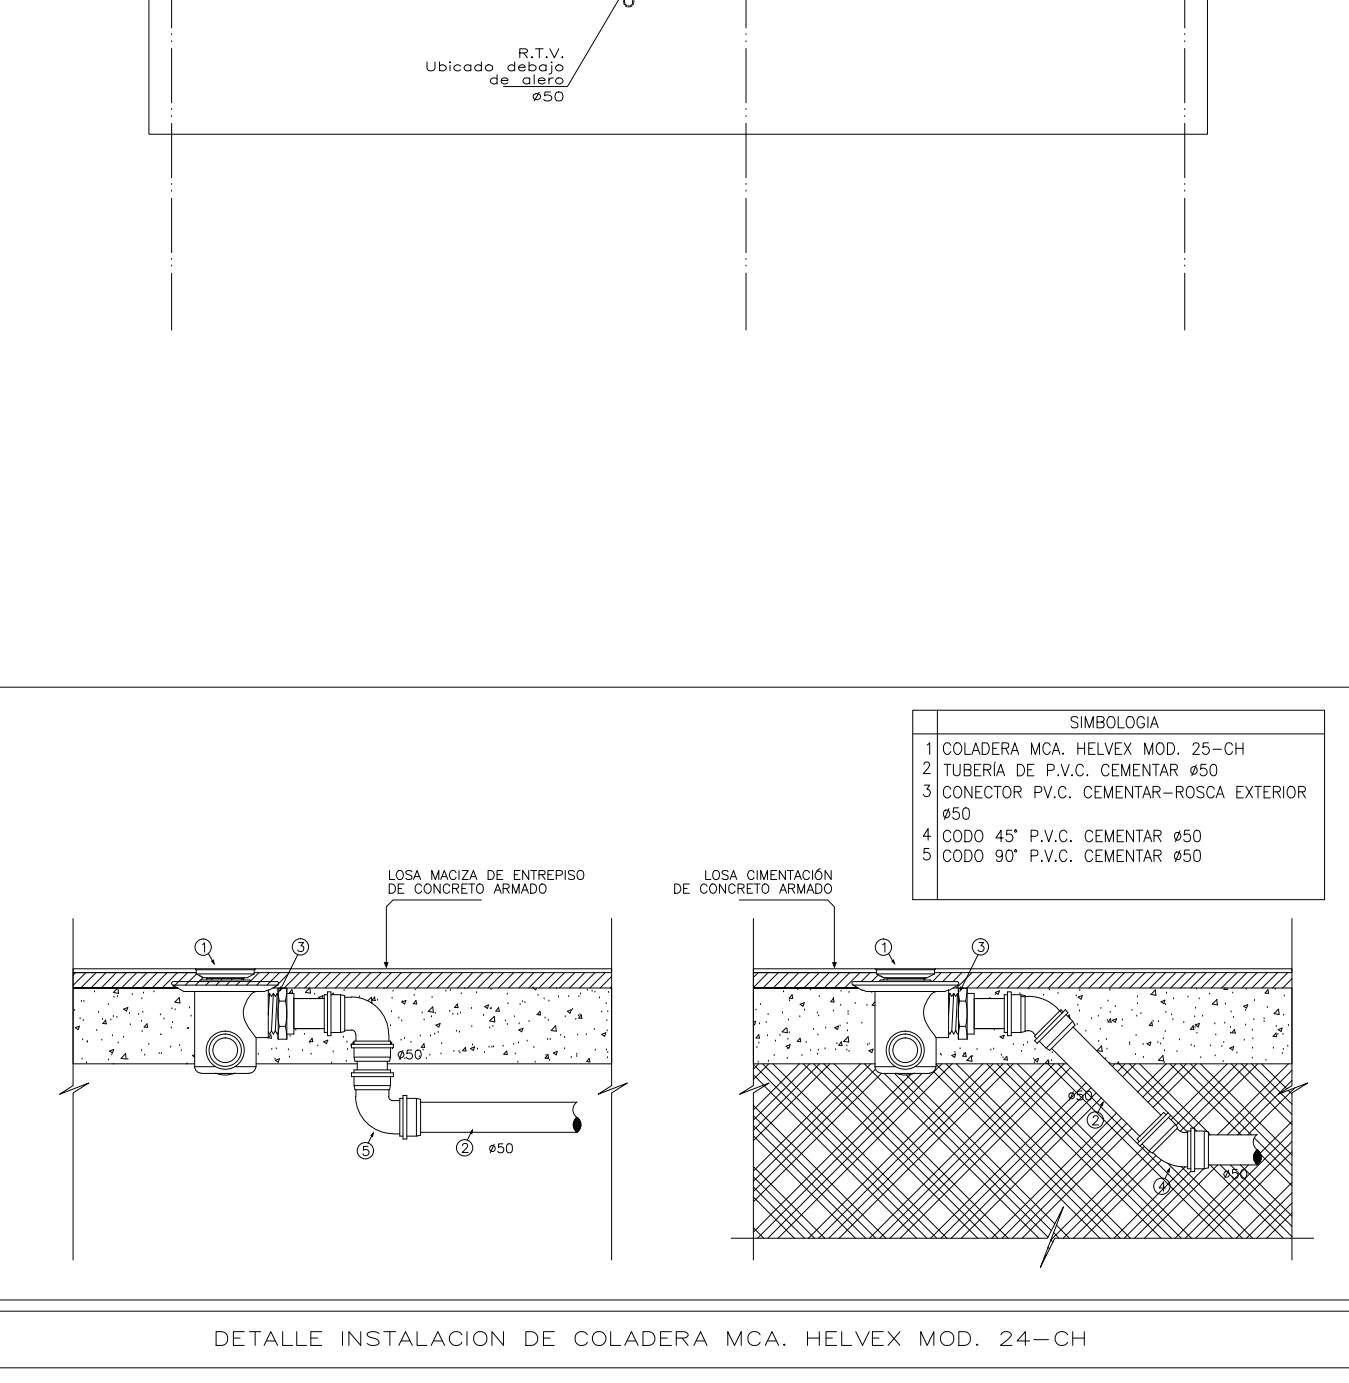 R.T.V.
Ubicado debajo
de alero
ø50
SIMBOLOGIA
1 COLADERA MCA. HELVEX MOD. 25-CH
2 TUBERÍA DE P.V.C. CEMENTAR ø50
3 CONECTOR PV.C. CEMENTAR-ROSCA EXTERIOR
ø50
4 CODO 45° P.V.C. CEMENTAR ø50
5 CODO 90° P.V.C. CEMENTAR ø50
LOSA MACIZA DE ENTREPISO
DE CONCRETO ARMADO
1
3
ø50
5
2
ø50
LOSA CIMENTACIÓN
DE CONCRETO ARMADO
1
3
ø50
2
4
ø50
DETALLE INSTALACION DE COLADERA MCA. HELVEX MOD. 24-CH